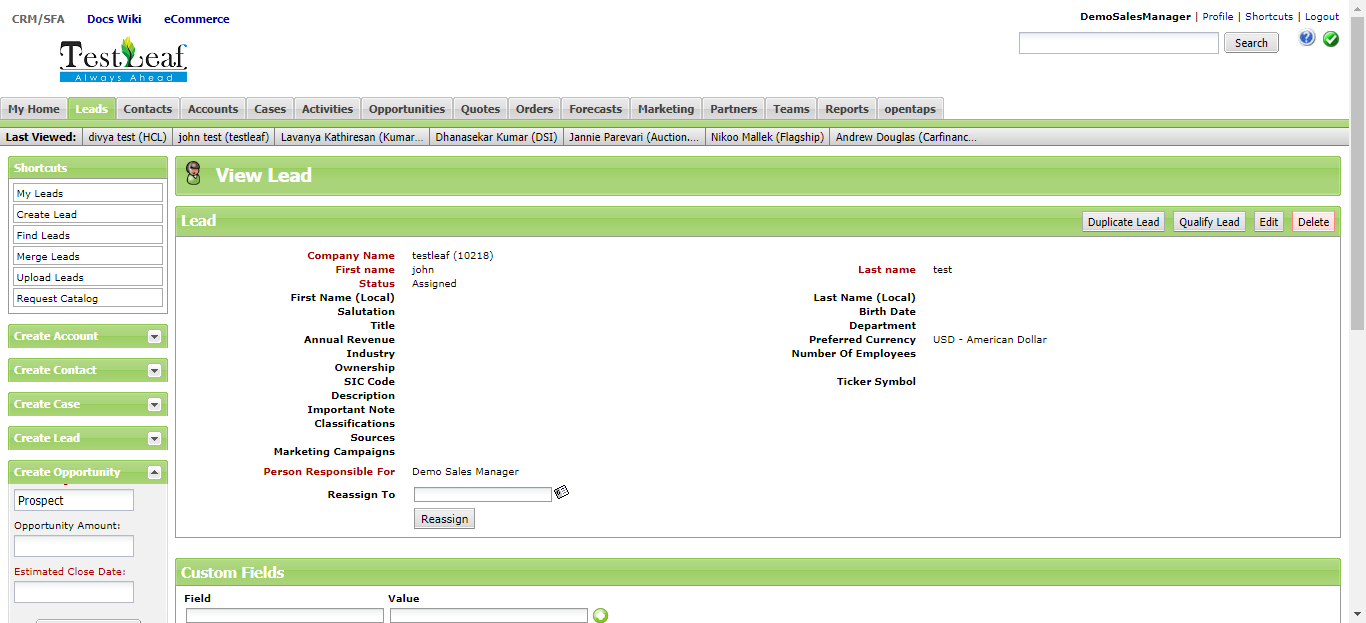 CRM/SFA Docs Wiki eCommerce
DemoSalesManager | Profile | Shortcuts | Logout
TestLeaf
Always Ahead
Search
?
My Home Leads Contacts Accounts Cases Activities Opportunities Quotes Orders Forecasts Marketing Partners Teams Reports opentaps
Last Viewed: divya test (HCL) john test (testleaf) Lavanya Kathiresan (Kumar... Dhanasekar Kumar (DSI) Jannie Parevari (Auction.... Nikoo Mallek (Flagship) Andrew Douglas (Carfinanc...
Shortcuts
My Leads
Create Lead
Find Leads
Merge Leads
Upload Leads
Request Catalog
Create Account
Create Contact
Create Case
Create Lead
Create Opportunity
Prospect
Opportunity Amount:
Estimated Close Date:
View Lead
Lead
Duplicate Lead Qualify Lead Edit Delete
Company Name testleaf (10218)
First name john Last name test
Status Assigned
First Name (Local) Last Name (Local)
Salutation Birth Date
Title Department
Annual Revenue Preferred Currency USD - American Dollar
Industry Number Of Employees
Ownership
SIC Code Ticker Symbol
Description
Important Note
Classifications
Sources
Marketing Campaigns
Person Responsible For Demo Sales Manager
Reassign To
Reassign
Custom Fields
Field Value